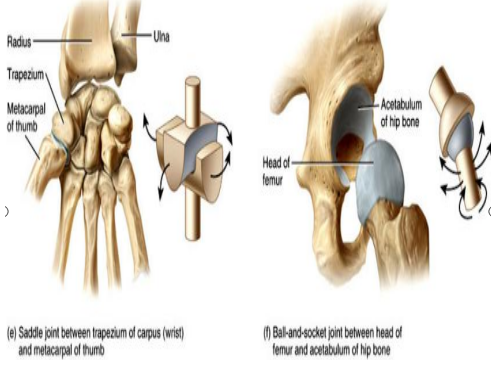 Radius
Ulna
Trapezium
Metacarpal
of thumb
Acetabulum
of hip bone
Head of
femur
(e) Saddle joint between trapezium of carpus (wrist)
and metacarpal of thumb
(f) Ball-and-socket joint between head of
femur and acetabulum of hip bone